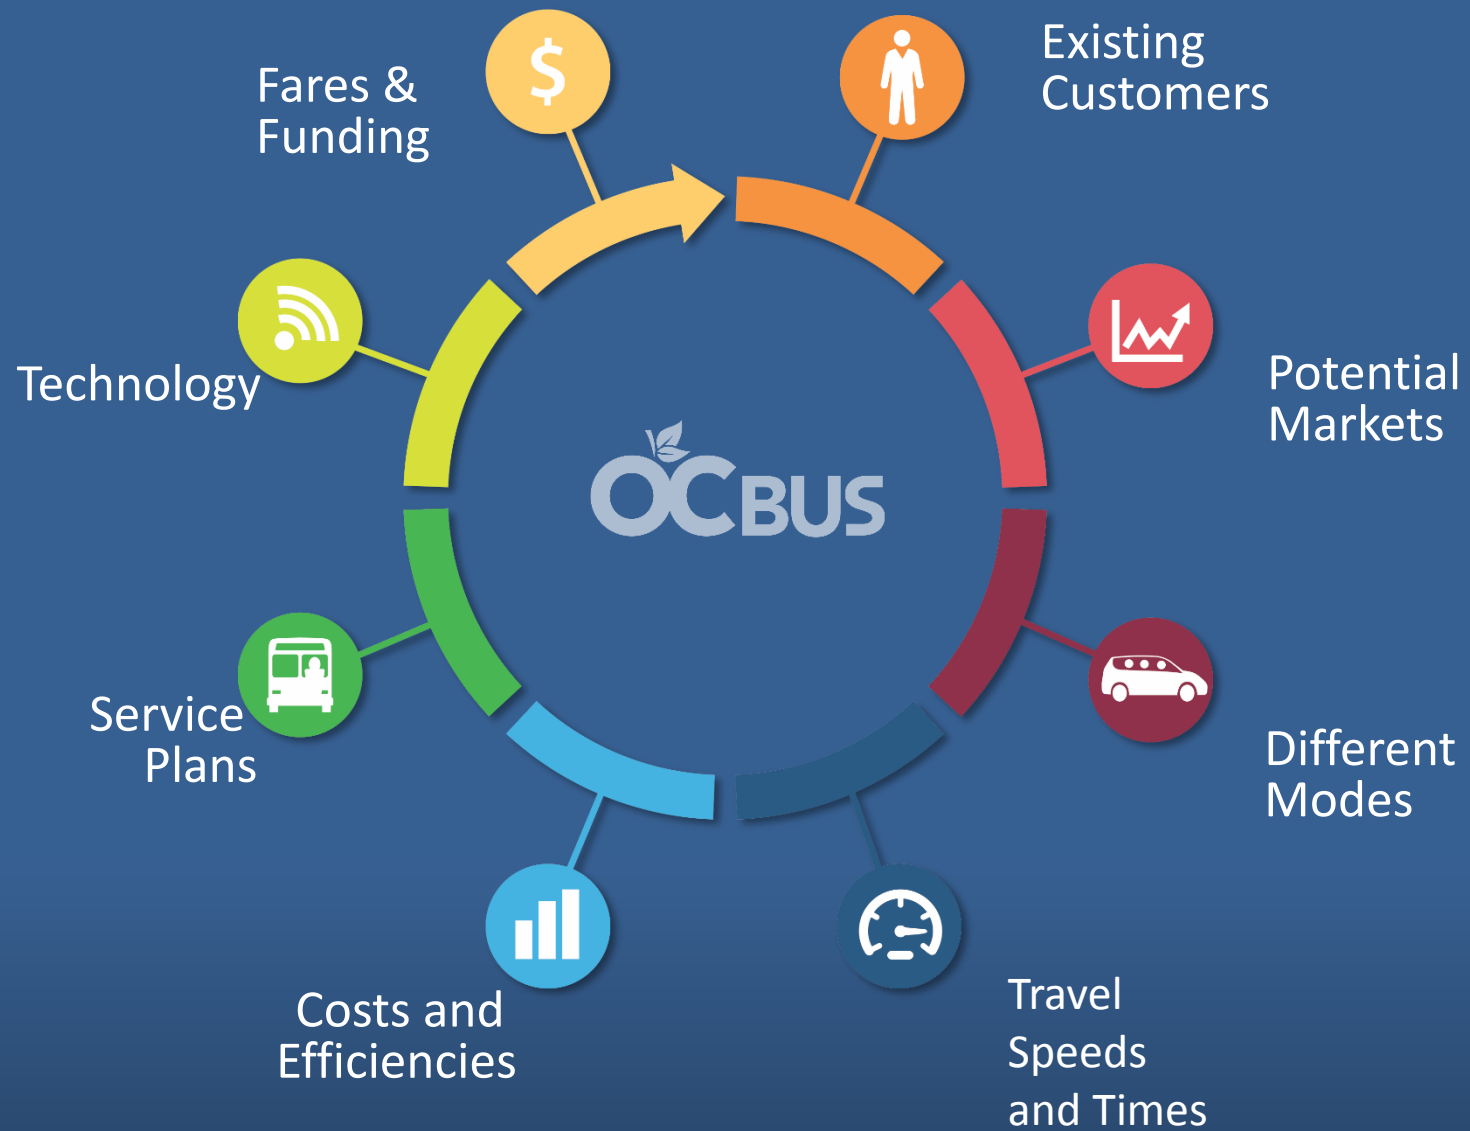 Fares &
Funding
$
Existing
Customers
Technology
Potential
Markets
OCBUS
Service
Plans
Different
Modes
Costs and
Efficiencies
Travel
Speeds
and Times